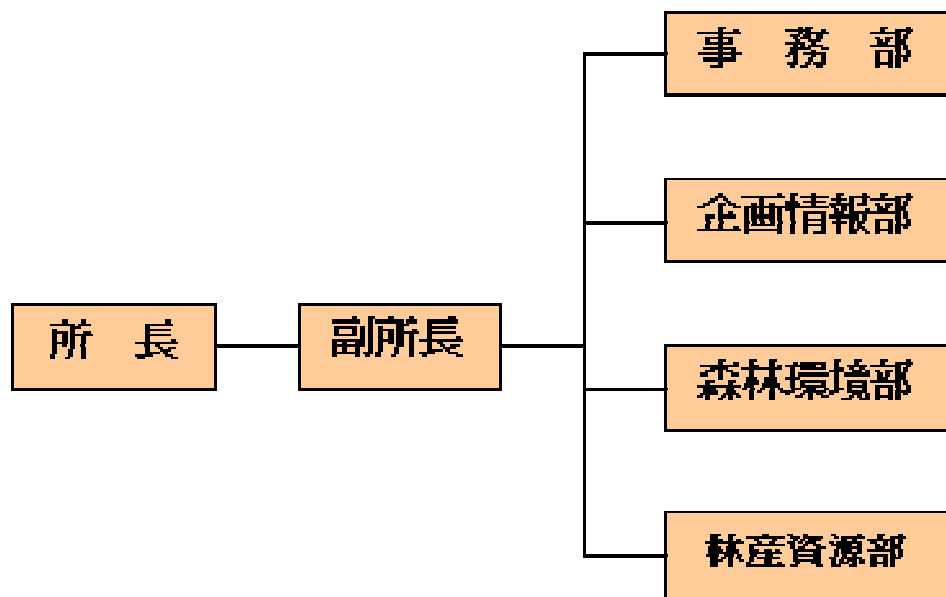 所　長
副所長
事　務　部
企画情報部
森林環境部
林産資源部